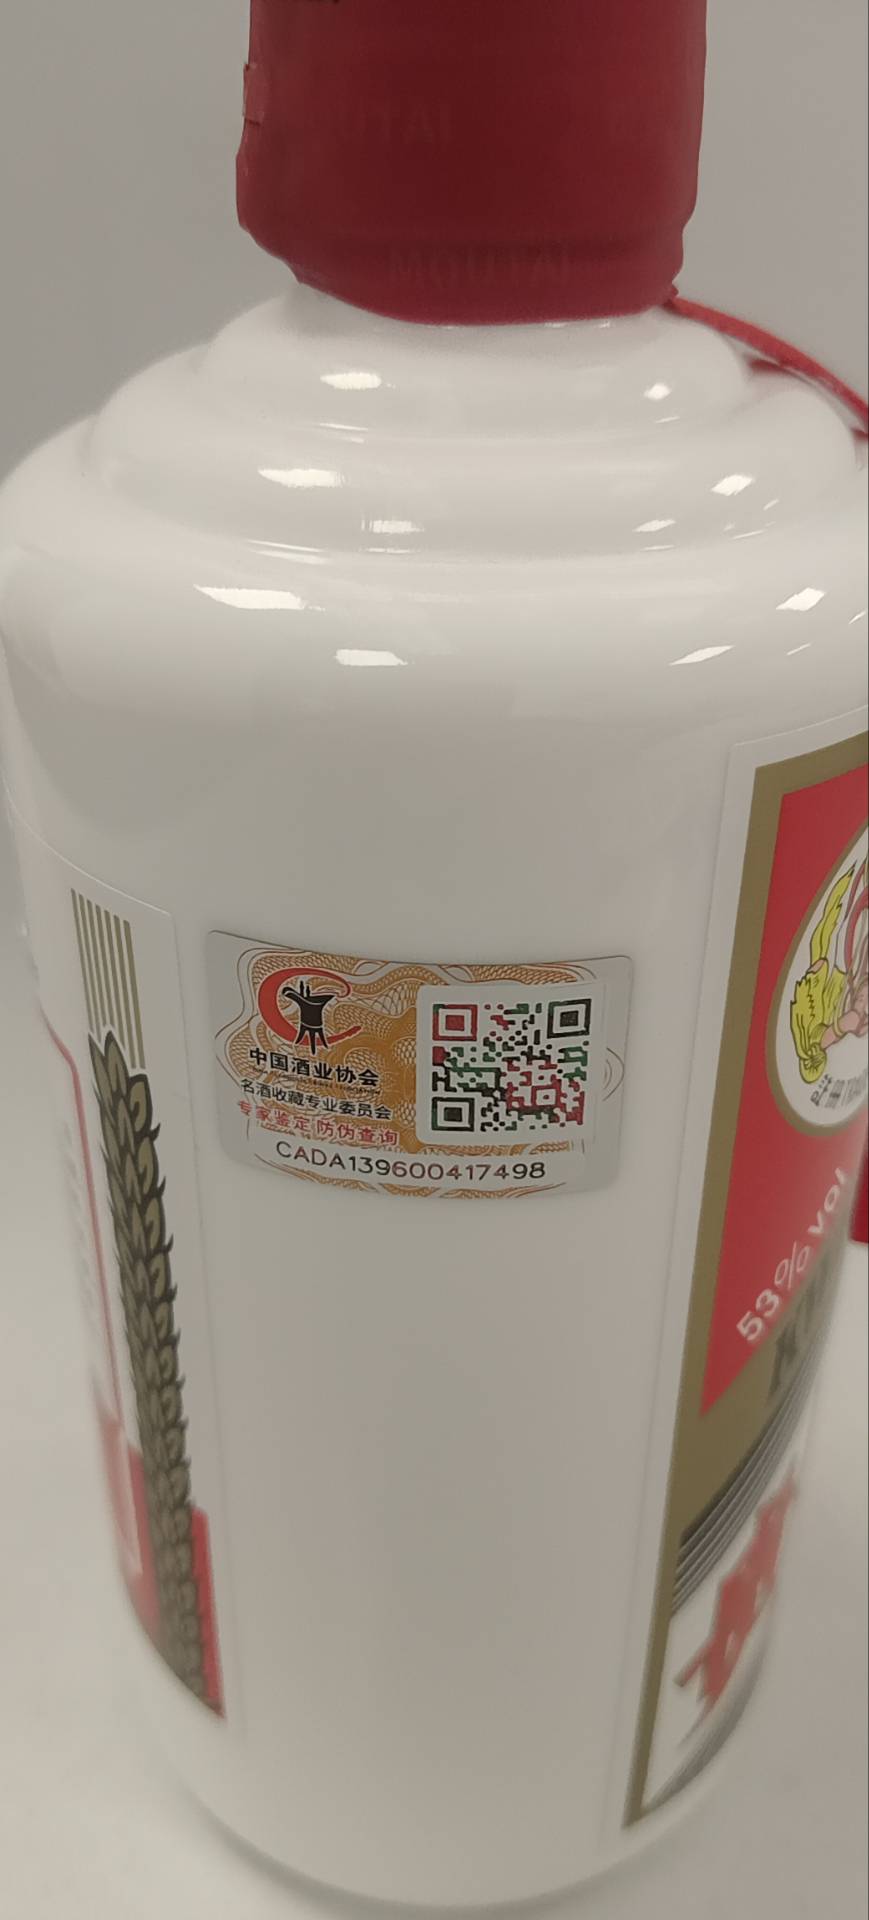 MOUTAI
中国酒业协会
名酒收藏专业委员会
专家鉴定 防伪查询
CADA139600417498
53% vol